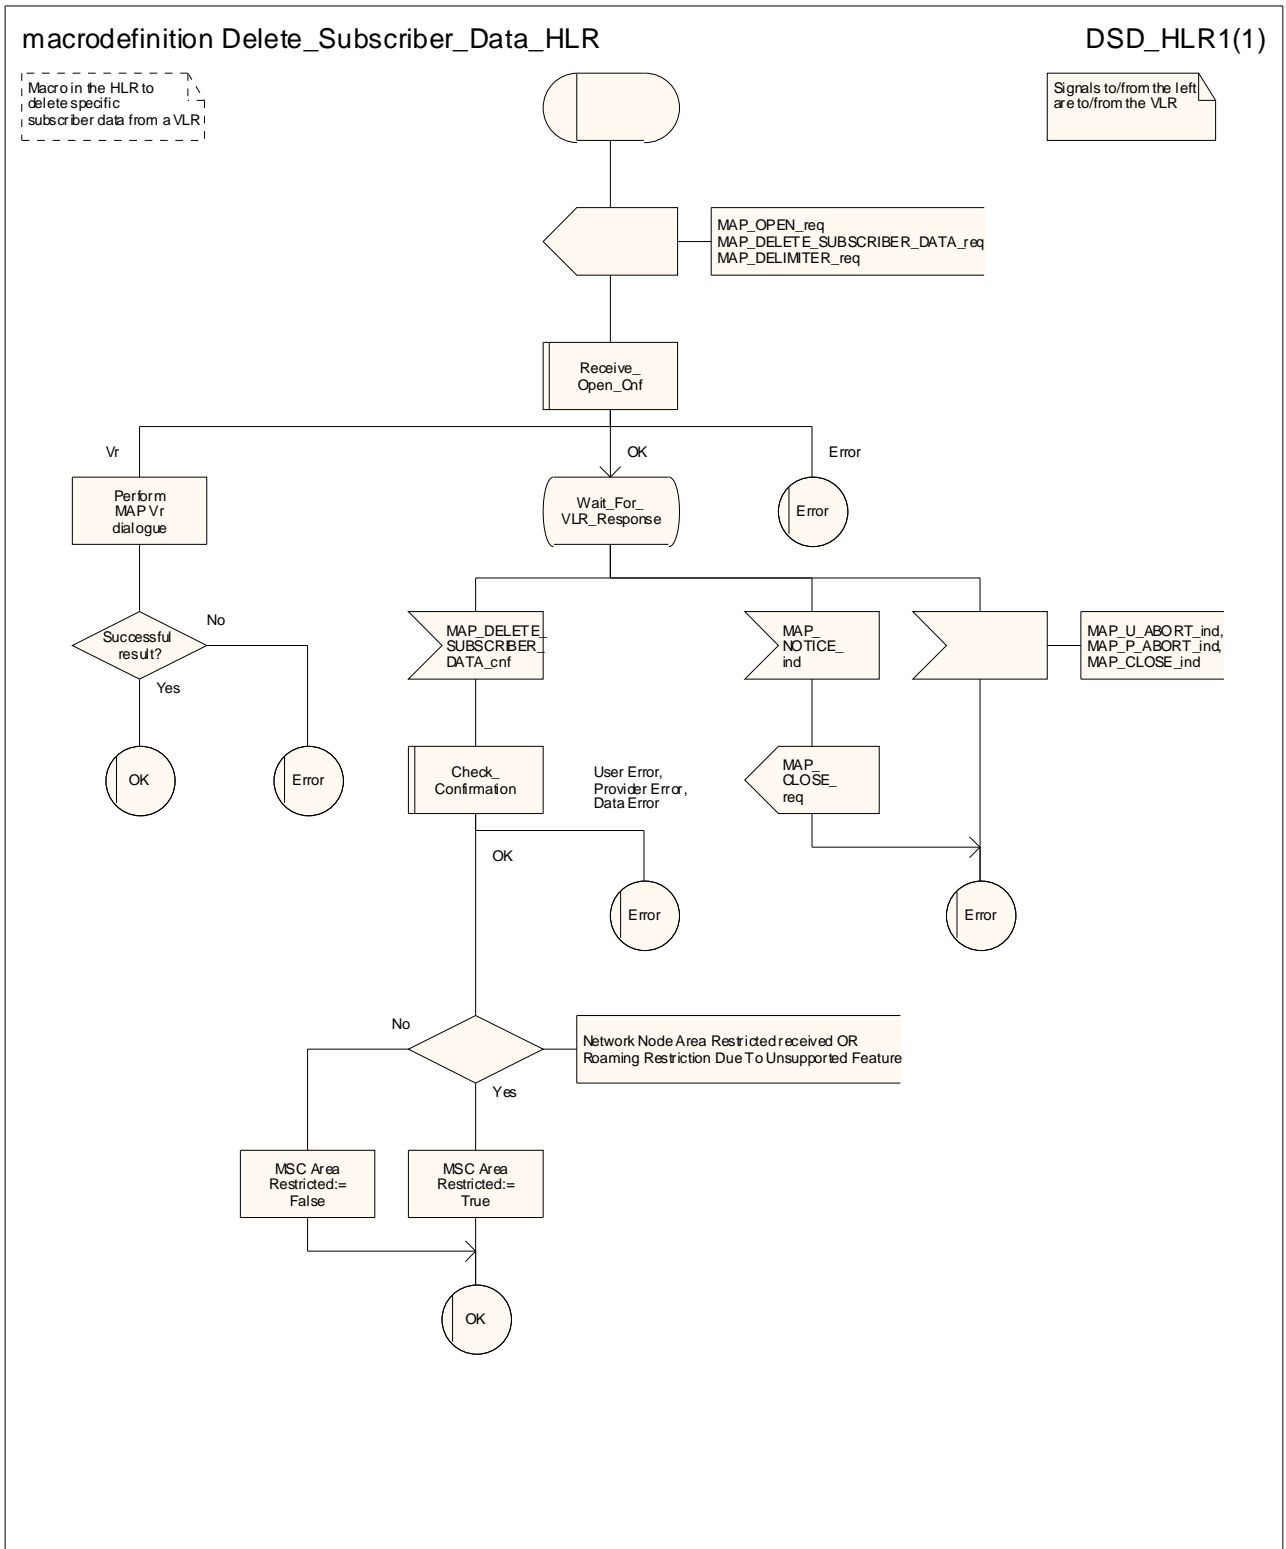 macrodefinition Delete_Subscriber_Data_HLR
DSD_HLR1(1)
Macro in the HLR to
delete specific
subscriber data from a VLR
Signals to/from the left
are to/from the VLR
MAP_OPEN_req
MAP_DELETE_SUBSCRIBER_DATA_req
MAP_DELIMITER_req
Receive_
Open_Cnf
Vr
OK
Error
Perform
MAP Vr
dialogue
Wait_For_
VLR_Response
Error
Successful
result?
No
Yes
MAP_DELETE_
SUBSCRIBER_
DATA_cnf
MAP_
NOTICE_
ind
MAP_U_ABORT_ind,
MAP_P_ABORT_ind,
MAP_CLOSE_ind
OK
Error
Check_
Confirmation
User Error,
Provider Error,
Data Error
MAP_
CLOSE_
req
OK
Error
Error
No
Network Node Area Restricted received OR
Roaming Restriction Due To Unsupported Feature
Yes
MSC Area
Restricted:=
False
MSC Area
Restricted:=
True
OK